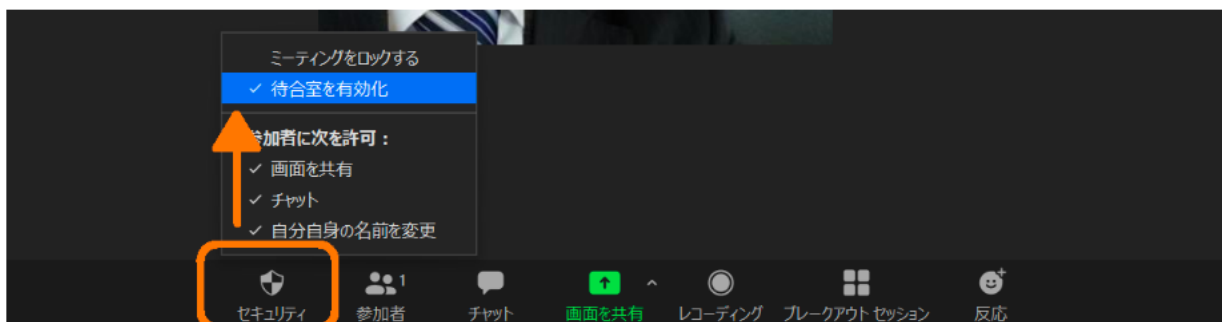 ミーティングをロックする
✓ 待合室を有効化
参加者に次を許可：
✓ 画面を共有
✓ チャット
✓ 自分自身の名前を変更
セキュリティ
参加者 1
チャット
画面を共有
レコーディング
ブレークアウト セッション
反応